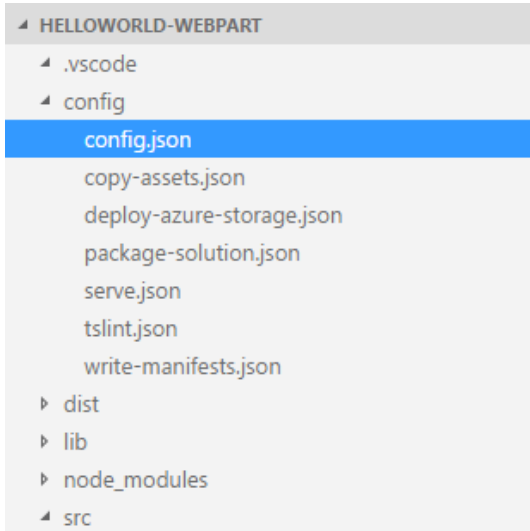 HELLOWORLD-WEBPART
.vscode
config
config.json
copy-assets.json
deploy-azure-storage.json
package-solution.json
serve.json
tslint.json
write-manifests.json
dist
lib
node_modules
src